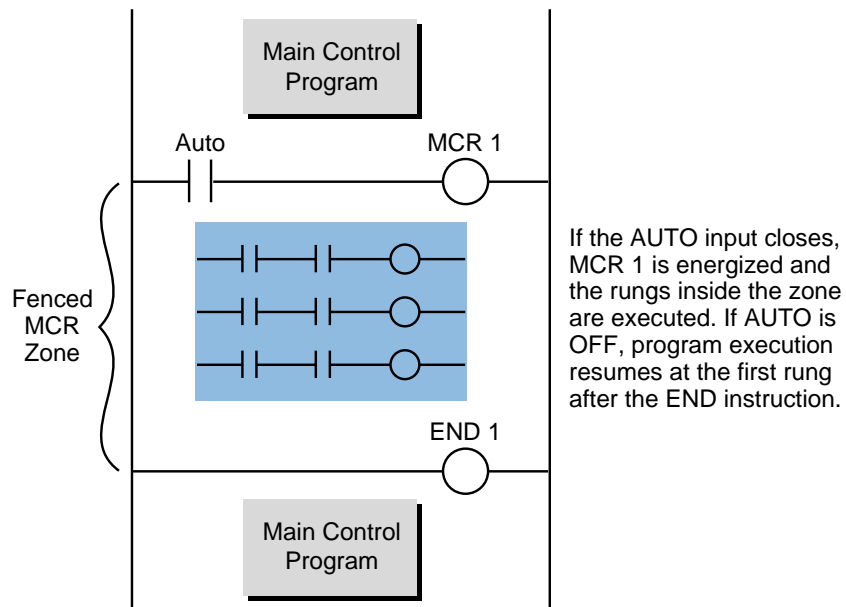 Main Control
Program
Auto
MCR 1
Fenced
MCR
Zone
If the AUTO input closes,
MCR 1 is energized and
the rungs inside the zone
are executed. If AUTO is
OFF, program execution
resumes at the first rung
after the END instruction.
END 1
Main Control
Program